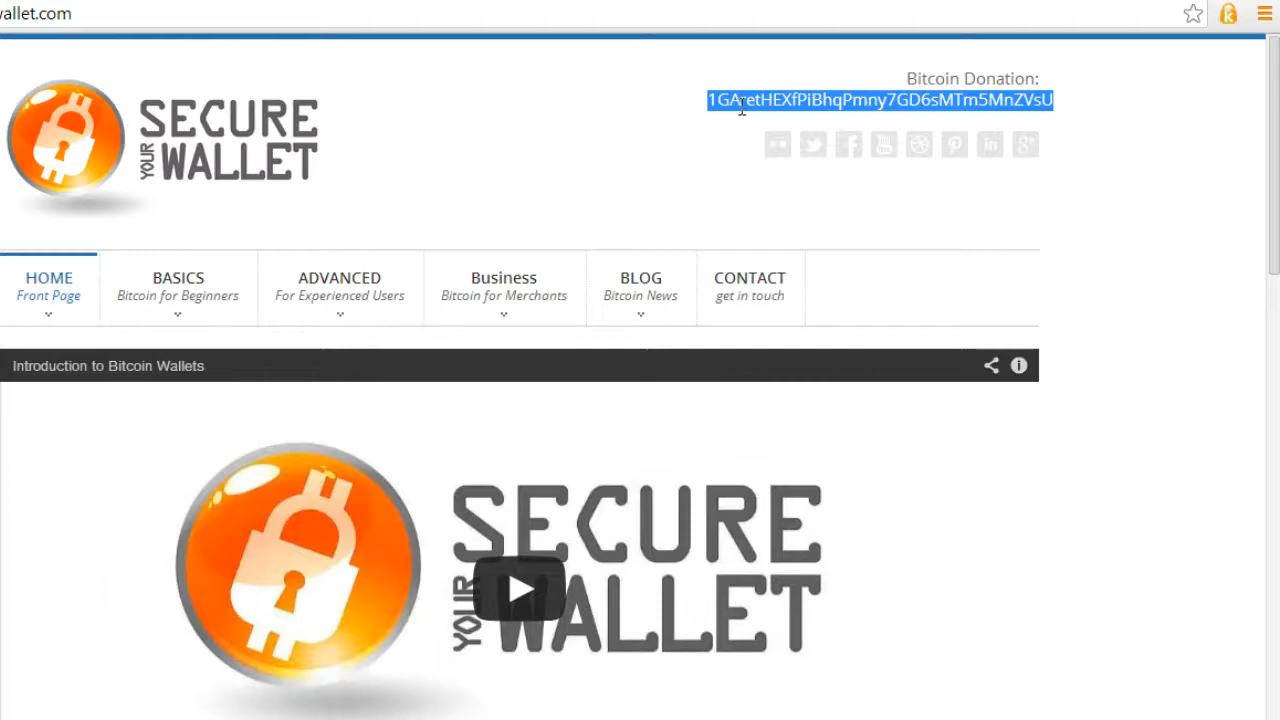 wallet.com
Bitcoin Donation:
1GAretHEXfPiBhqPmny7GD6sMTm5MnZVsU
SECURE
YOUR WALLET
HOME
Front Page
BASICS
Bitcoin for Beginners
ADVANCED
For Experienced Users
Business
Bitcoin for Merchants
BLOG
Bitcoin News
CONTACT
get in touch
Introduction to Bitcoin Wallets
SECURE
YOUR WALLET